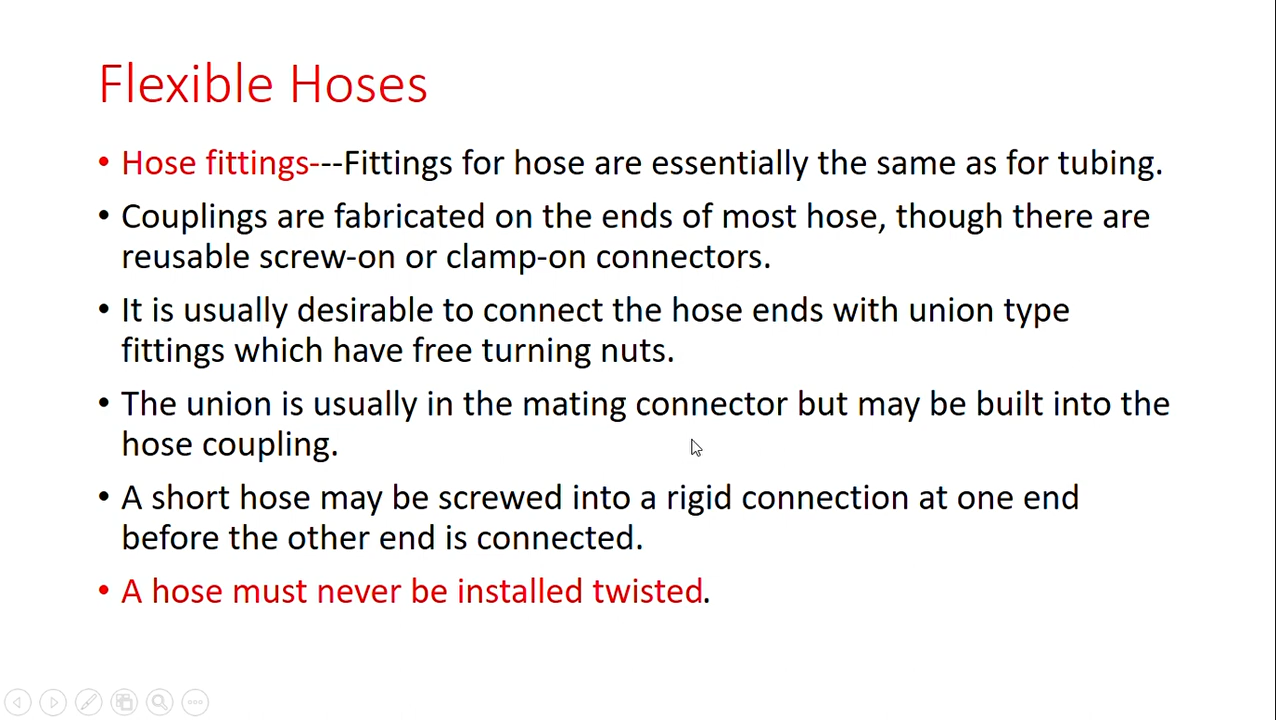 Flexible Hoses
• Hose fittings---Fittings for hose are essentially the same as for tubing.
• Couplings are fabricated on the ends of most hose, though there are
reusable screw-on or clamp-on connectors.
• It is usually desirable to connect the hose ends with union type
fittings which have free turning nuts.
• The union is usually in the mating connector but may be built into the
hose coupling.
• A short hose may be screwed into a rigid connection at one end
before the other end is connected.
• A hose must never be installed twisted.